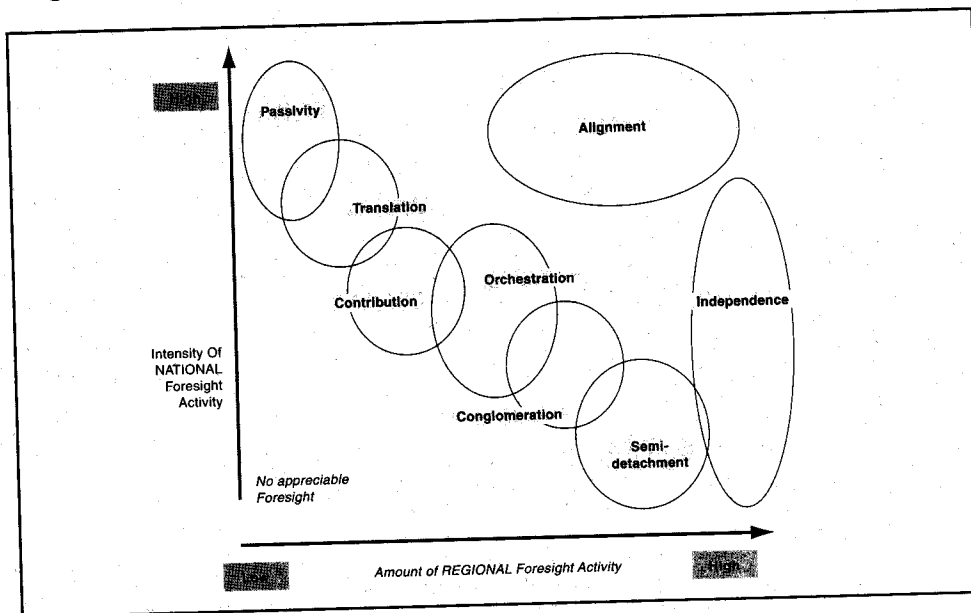 High
Passivity
Alignment
Translation
Orchestration
Contribution
Independence
Intensity Of
NATIONAL
Foresight
Activity
Conglomeration
Semi-
detachment
No appreciable
Foresight
Low
Amount of REGIONAL Foresight Activity
High